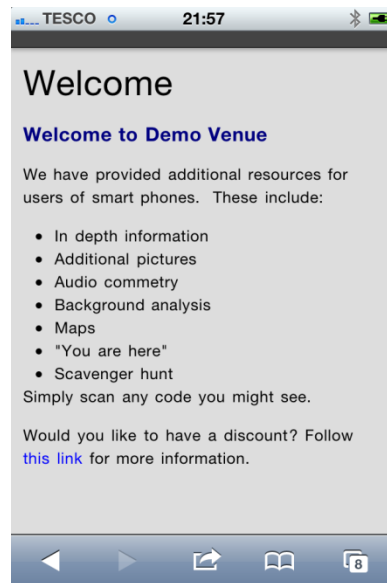 TESCO 21:57
Welcome
Welcome to Demo Venue
We have provided additional resources for
users of smart phones. These include:
• In depth information
• Additional pictures
• Audio commetry
• Background analysis
• Maps
• "You are here"
• Scavenger hunt
Simply scan any code you might see.
Would you like to have a discount? Follow
this link for more information.
8